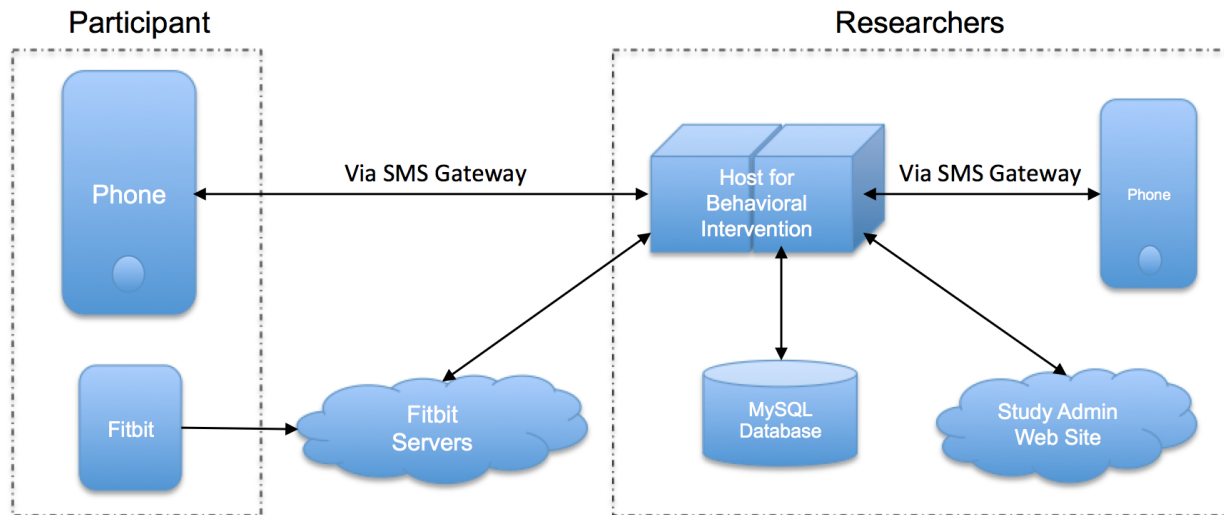 Participant
Researchers
Phone
Via SMS Gateway
Host for
Behavioral
Intervention
Via SMS Gateway
Phone
Fitbit
Fitbit
Servers
MySQL
Database
Study Admin
Web Site